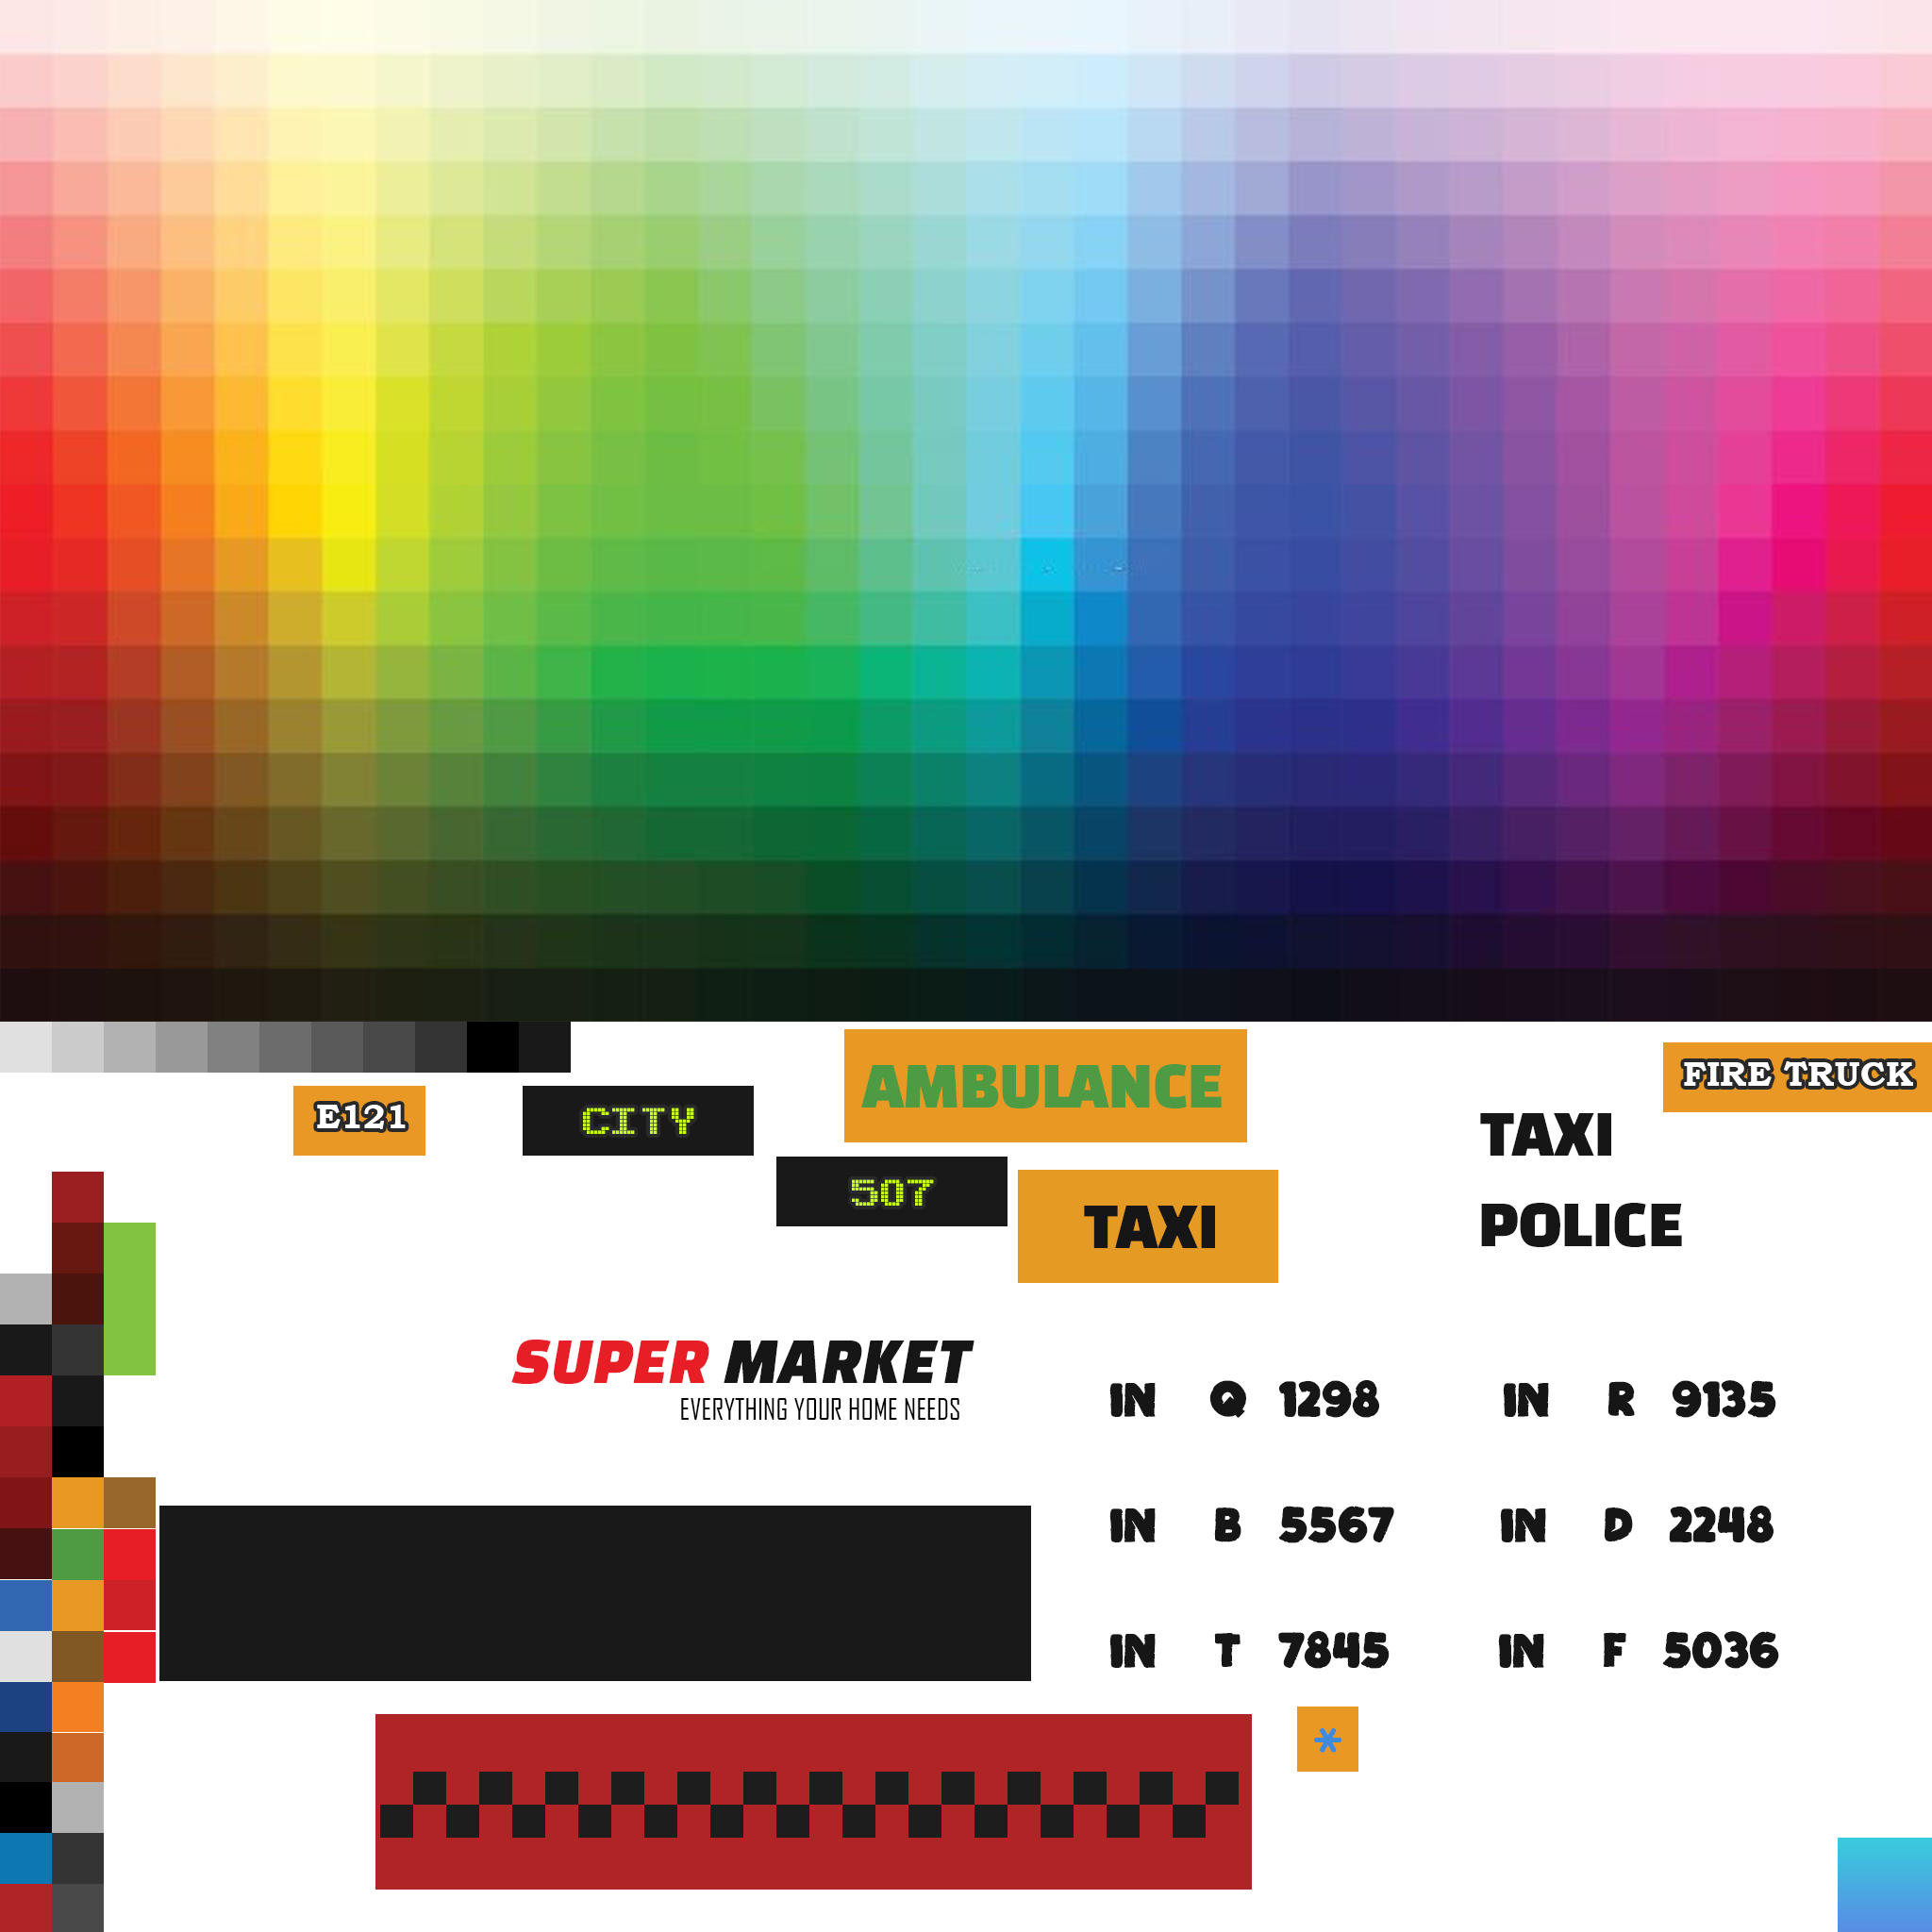 AMBULANCE
FIRE TRUCK
E121
CITY
TAXI
507
TAXI
POLICE
SUPER MARKET
EVERYTHING YOUR HOME NEEDS
IN Q 1298
IN R 9135
IN B 5567
IN D 2248
IN T 7845
IN F 5036
*